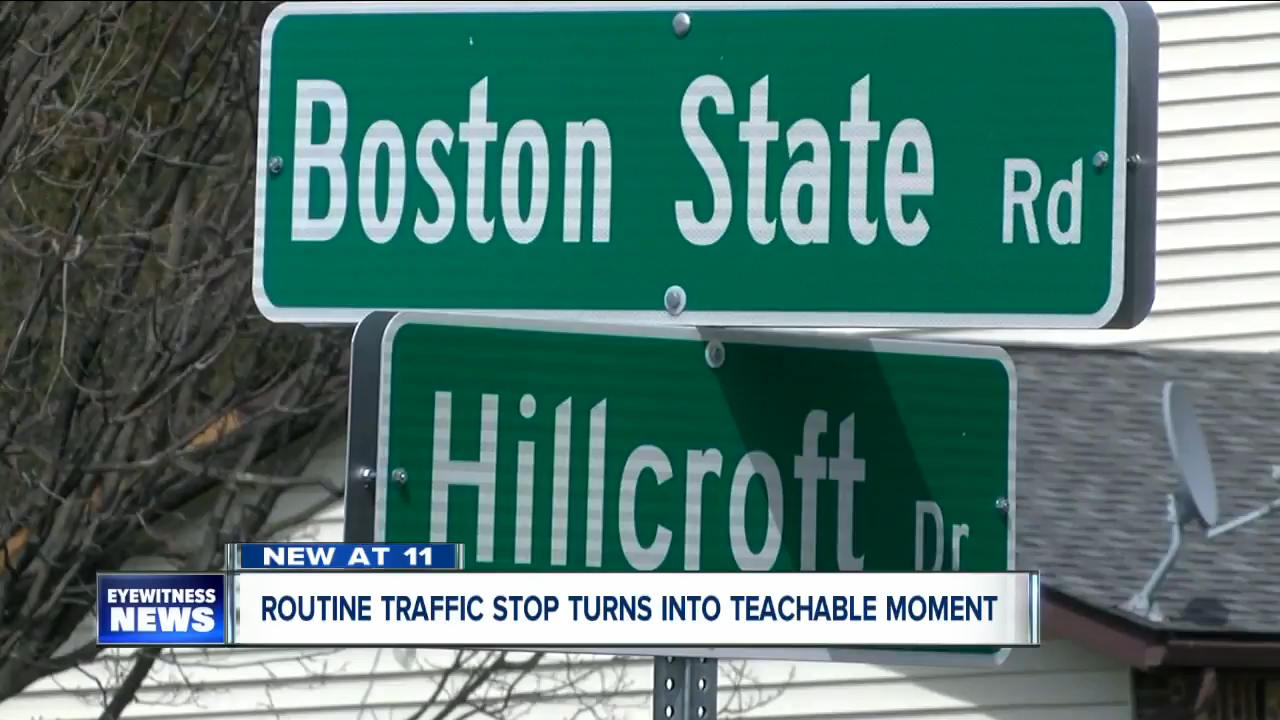 Boston State Rd
Hillcroft Dr
NEW AT 11
EYEWITNESS
NEWS
ROUTINE TRAFFIC STOP TURNS INTO TEACHABLE MOMENT